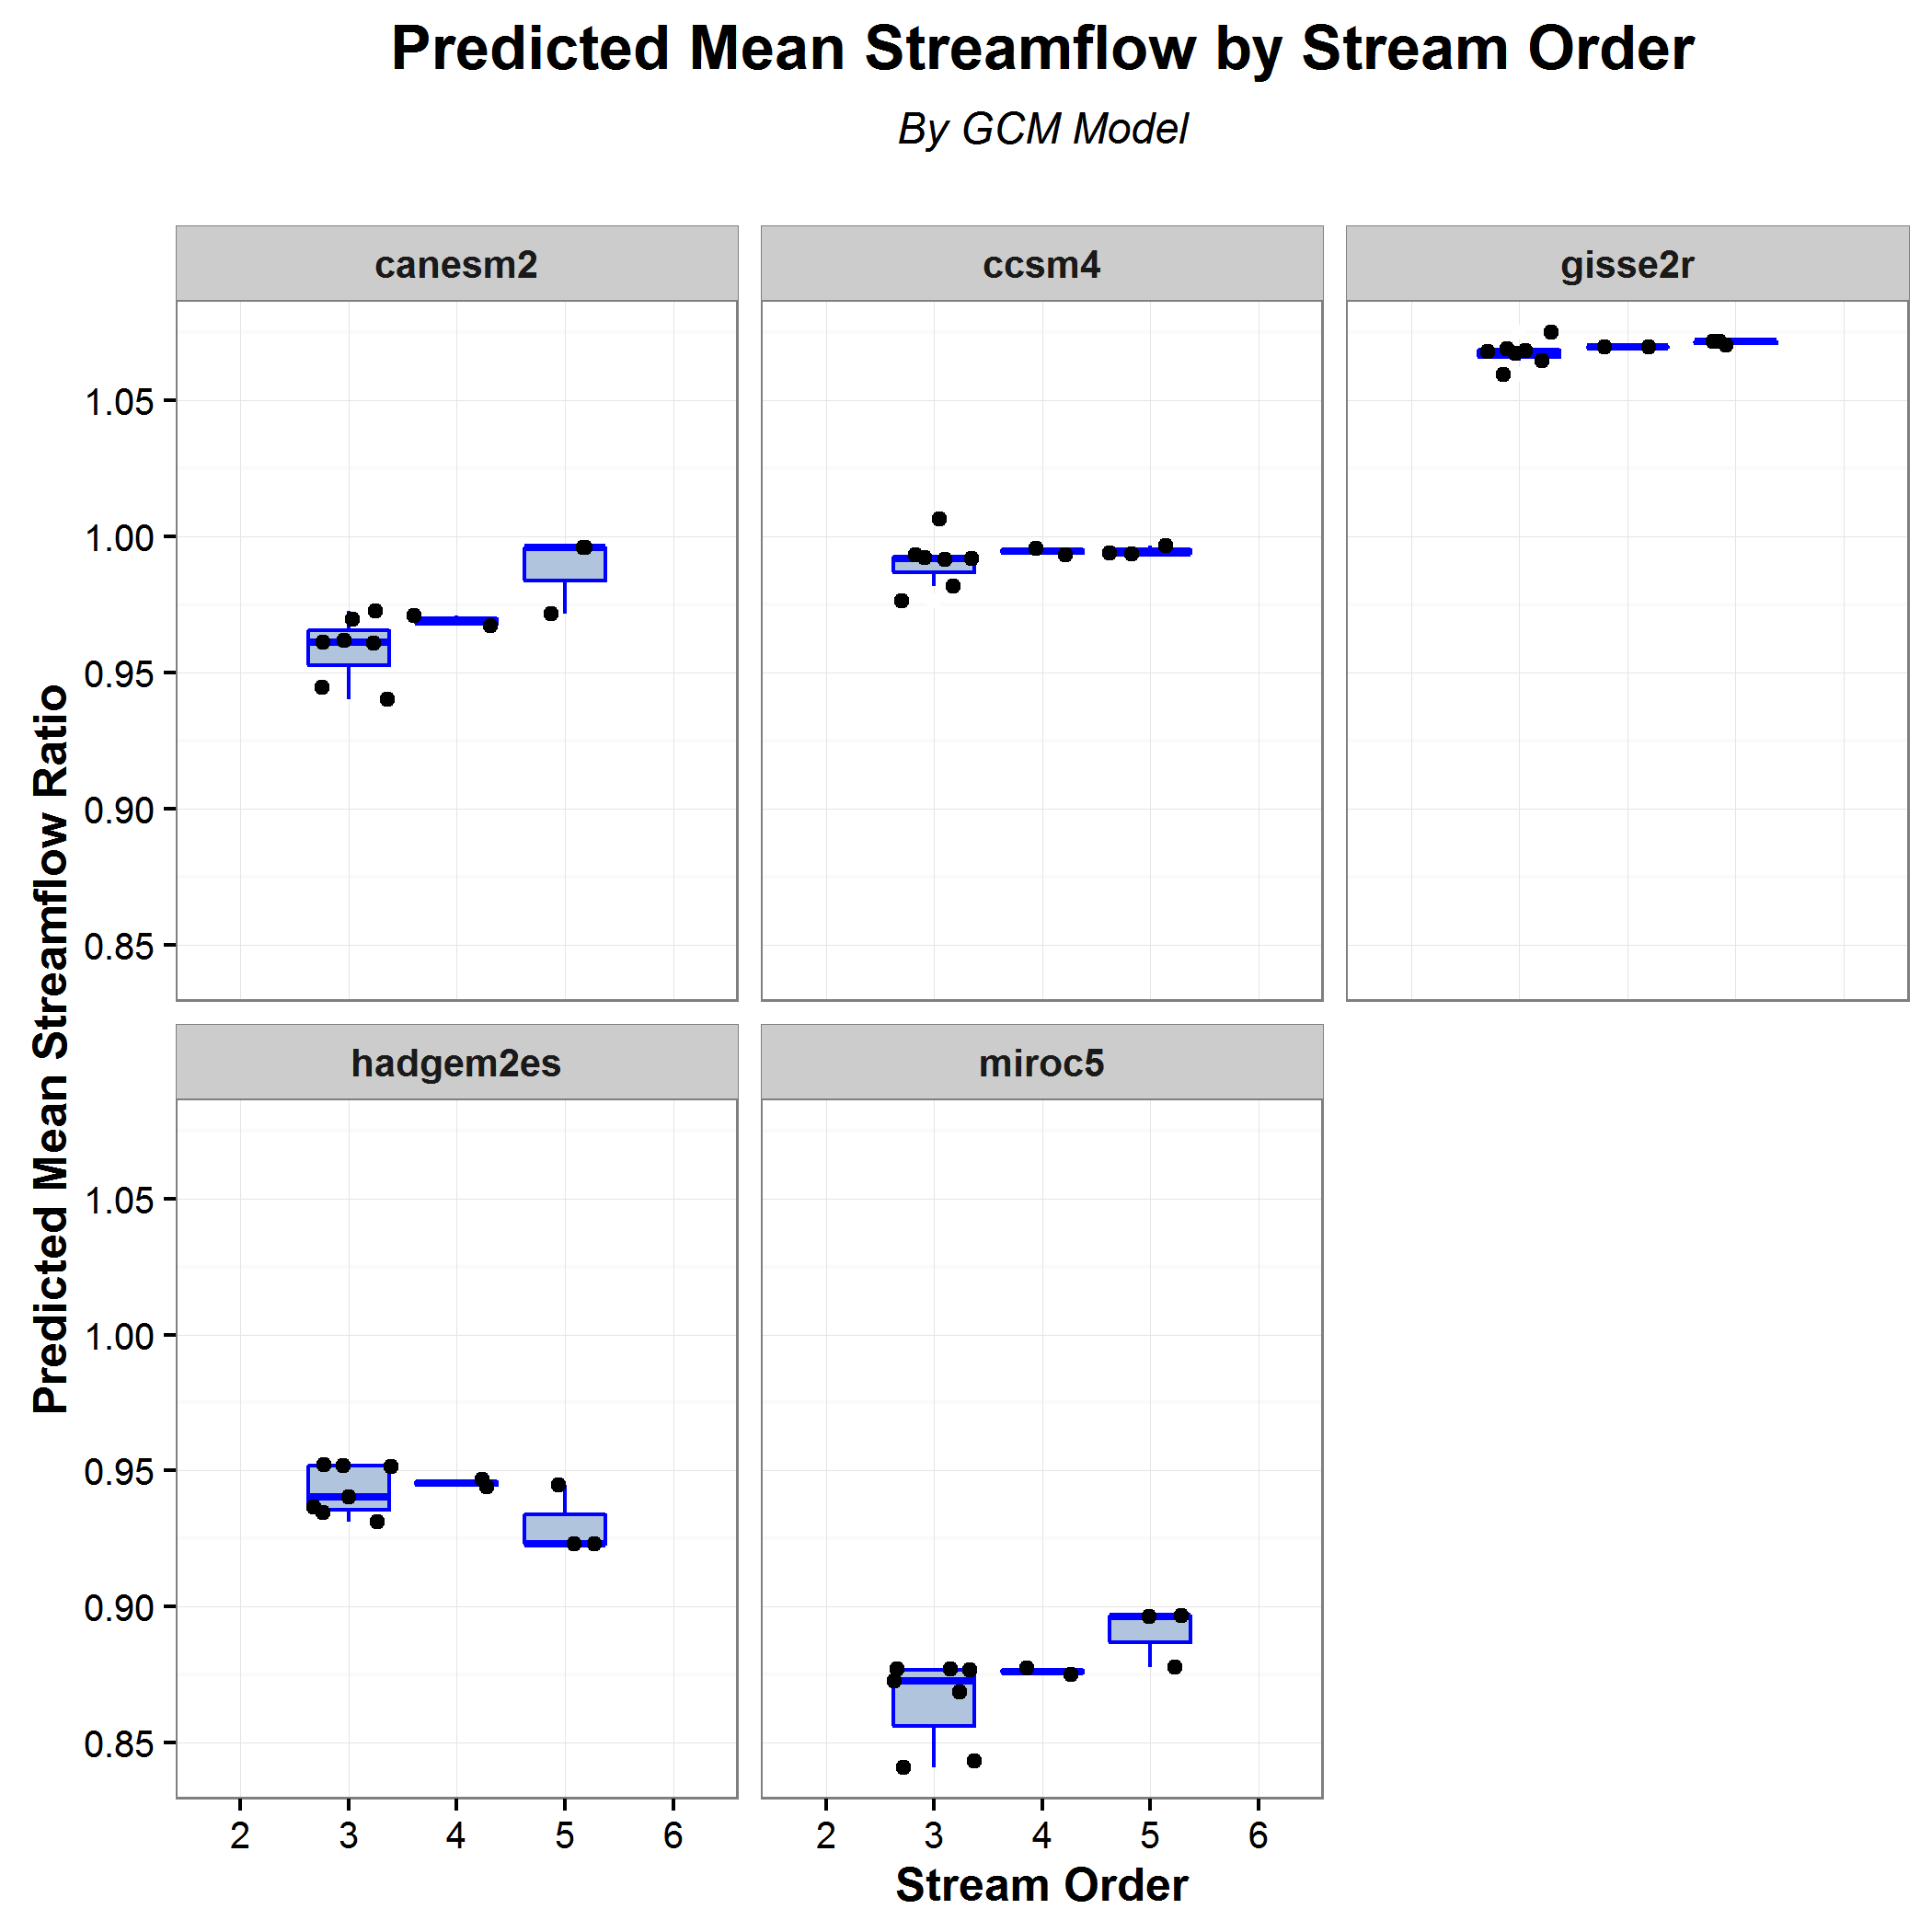 Predicted Mean Streamflow by Stream Order
By GCM Model
canesm2
ccsm4
gisse2r
1.05
1.00
0.95
0.90
0.85
Predicted Mean Streamflow Ratio
hadgem2es
miroc5
1.05
1.00
0.95
0.90
0.85
2 3 4 5 6
2 3 4 5 6
Stream Order